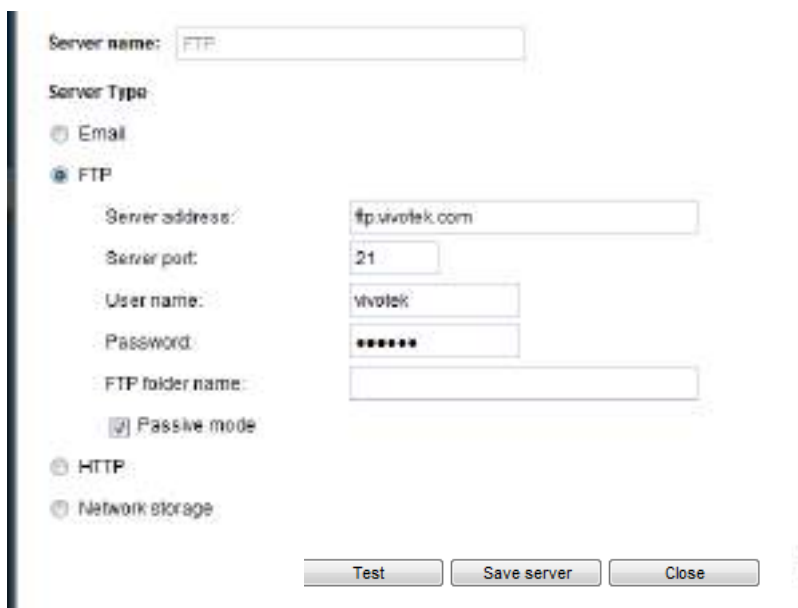 Server name: FTP
Server Type
Email
FTP
Server address: ftp.vivotek.com
Server port: 21
User name: vivotek
Password: ••••••
FTP folder name:
Passive mode
HTTP
Network storage
Test Save server Close